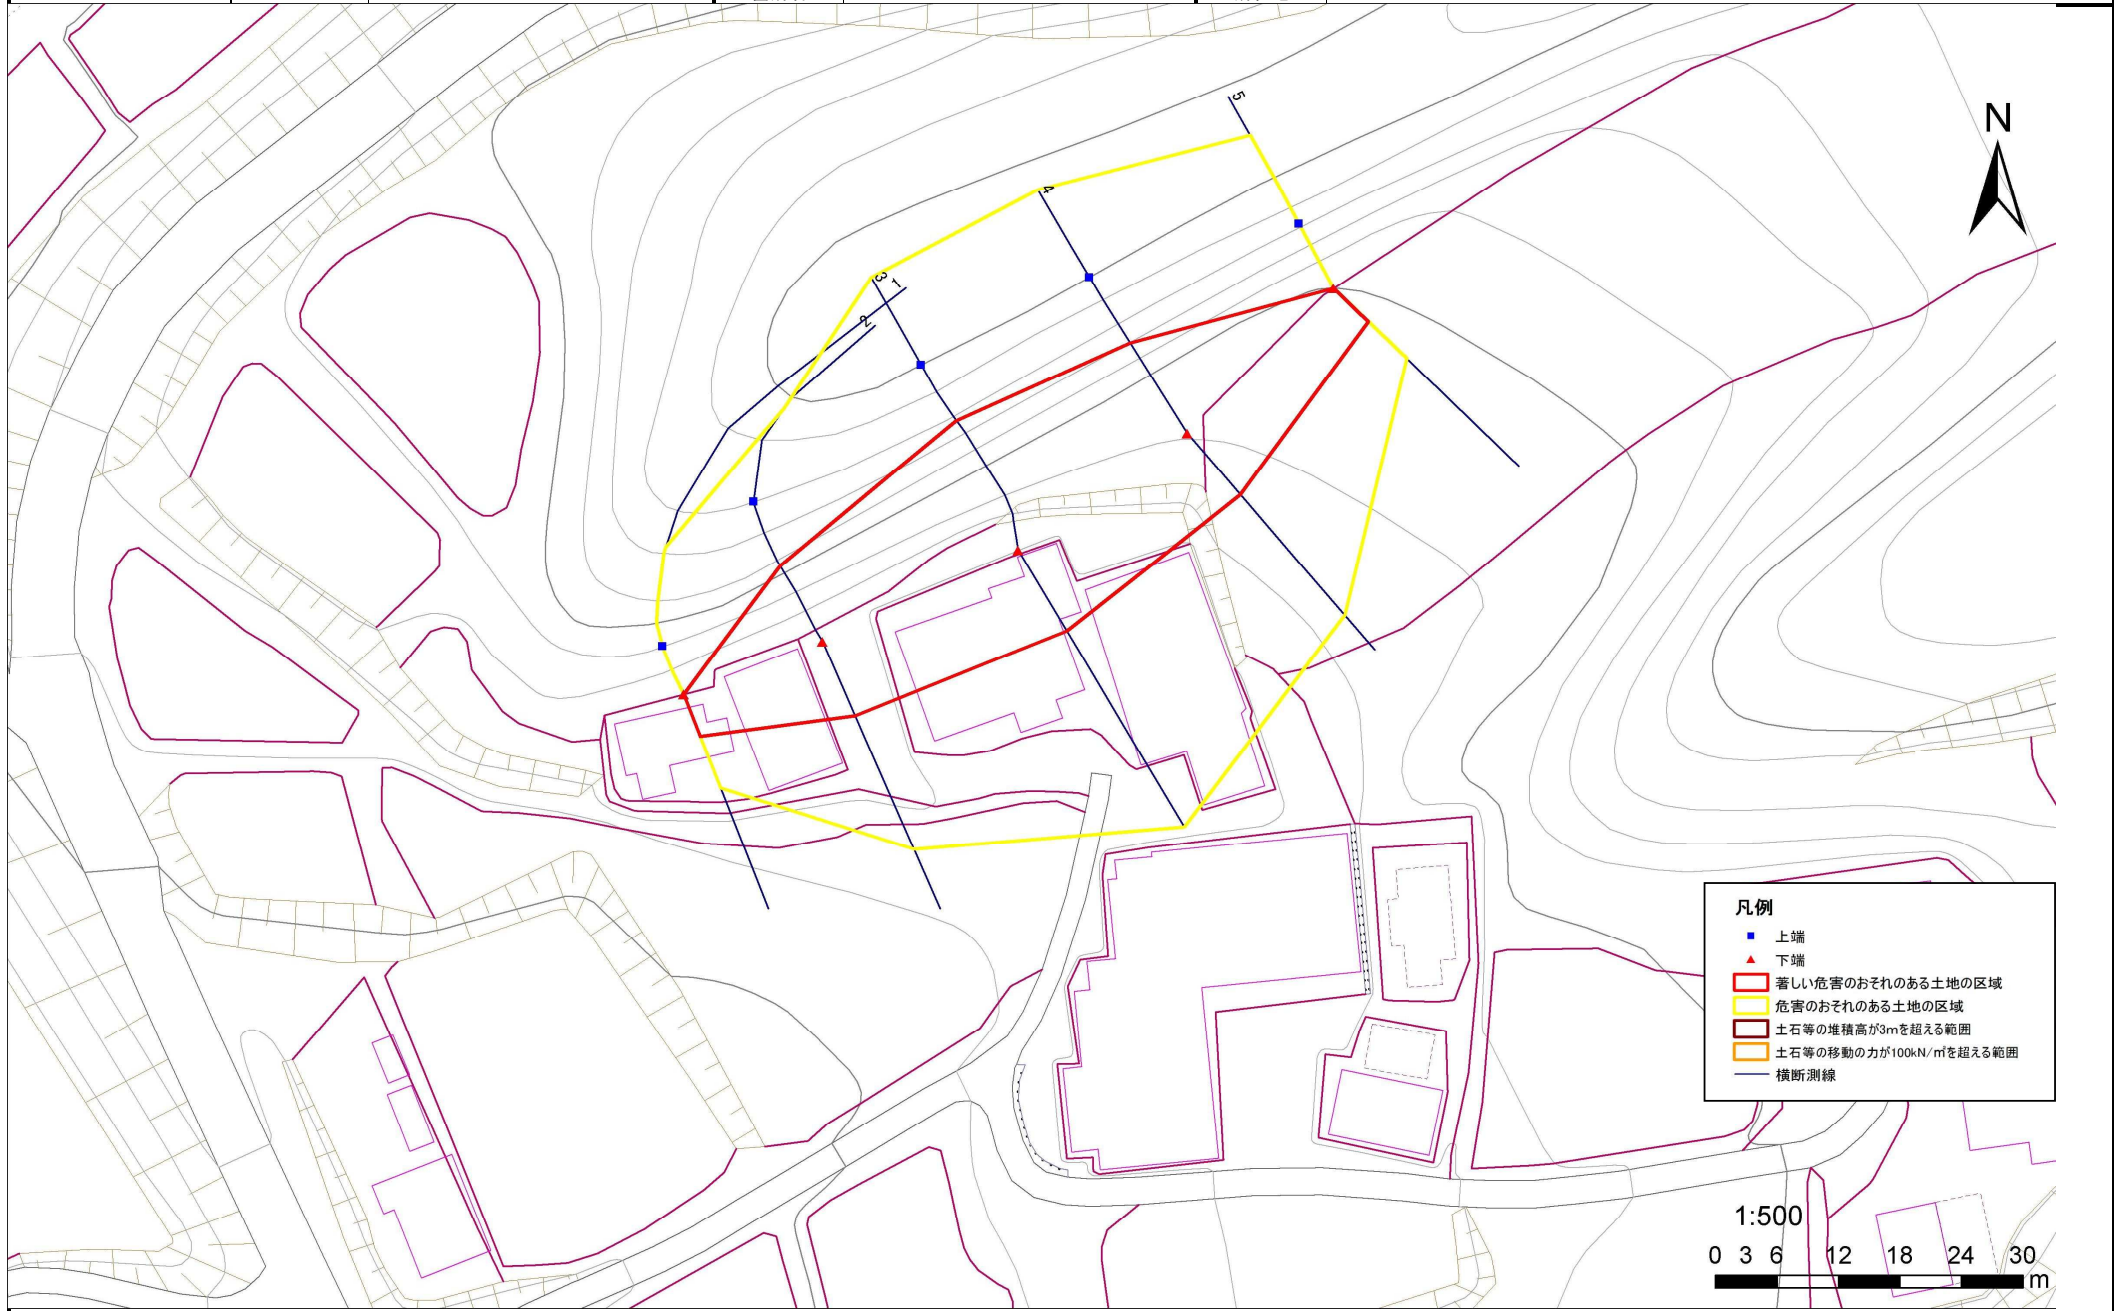 5
N
4
3
1
2
凡例
上端
下端
著しい危害のおそれのある土地の区域
危害のおそれのある土地の区域
土石等の堆積高が3mを超える範囲
土石等の移動の力が100kN/㎡を超える範囲
横断測線
1:500
0 3 6 12 18 24 30
m